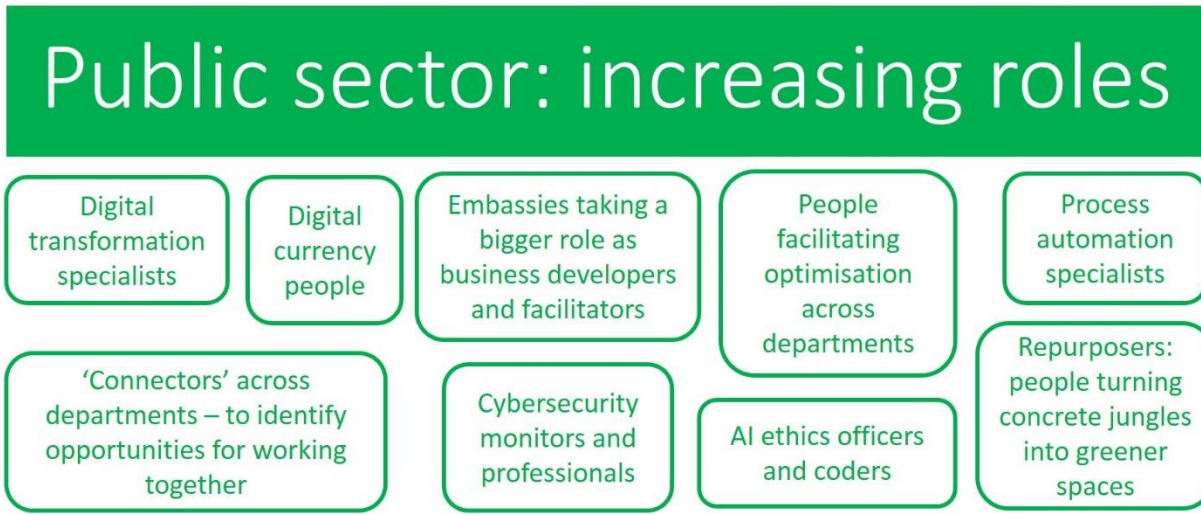 Public sector: increasing roles
Digital
transformation
specialists
Digital
currency
people
Embassies taking a
bigger role as
business developers
and facilitators
People
facilitating
optimisation
across
departments
Process
automation
specialists
‘Connectors’ across
departments – to identify
opportunities for working
together
Cybersecurity
monitors and
professionals
AI ethics officers
and coders
Repurposers:
people turning
concrete jungles
into greener
spaces